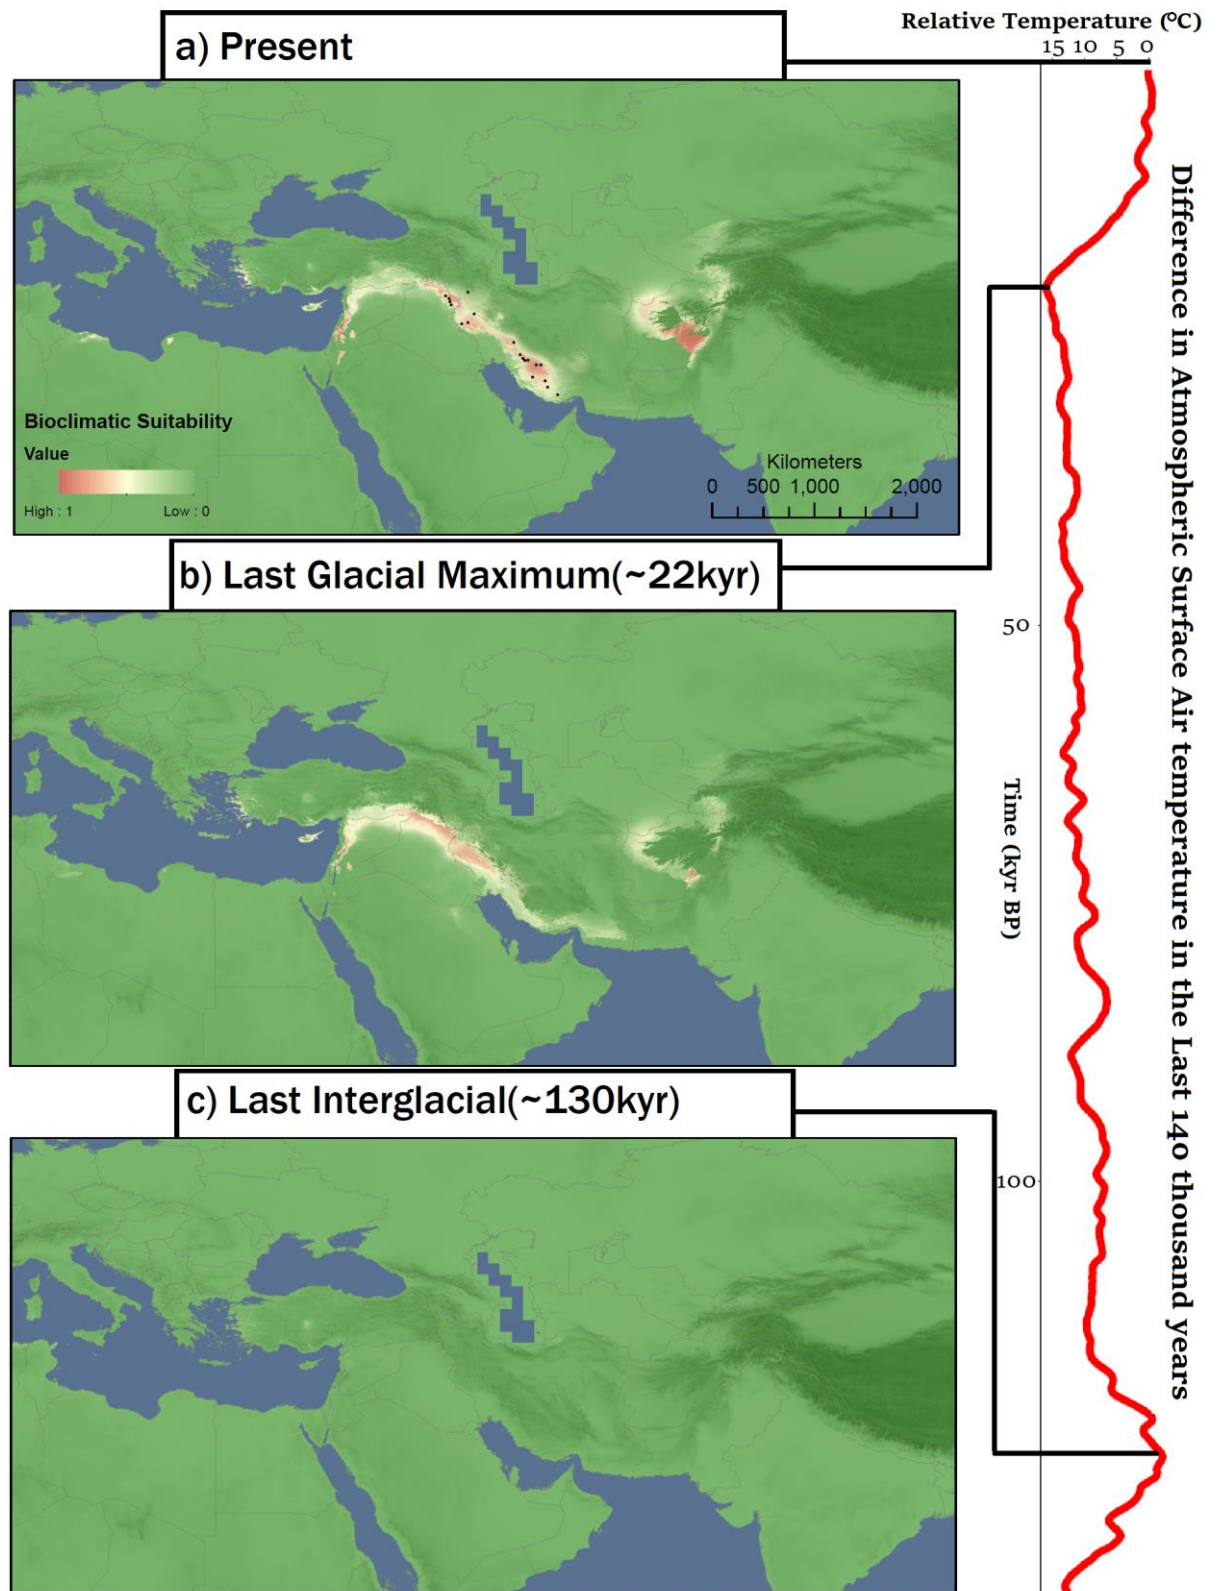 Relative Temperature (°C)
15 10 5 0
a) Present
Bioclimatic Suitability
Value
High : 1 Low : 0
Kilometers
0 500 1,000 2,000
b) Last Glacial Maximum(~22kyr)
c) Last Interglacial(~130kyr)
50
Time (kyr BP)
100
Difference in Atmospheric Surface Air temperature in the Last 140 thousand years